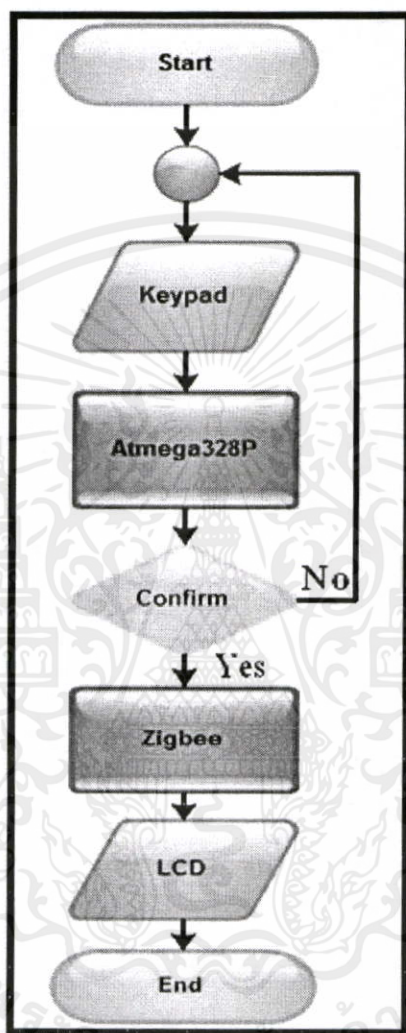 Start
Keypad
Atmega328P
Confirm
No
Yes
Zigbee
LCD
End